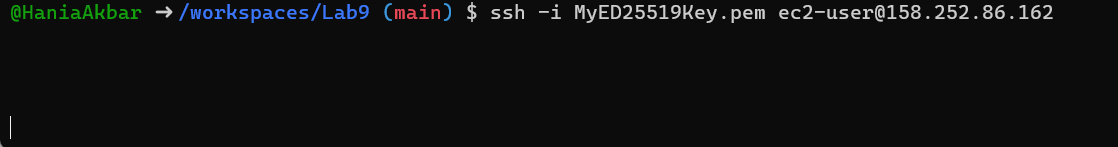 @HaniaAkbar ➜ /workspaces/Lab9 (main) $ ssh -i MyED25519Key.pem ec2-user@158.252.86.162